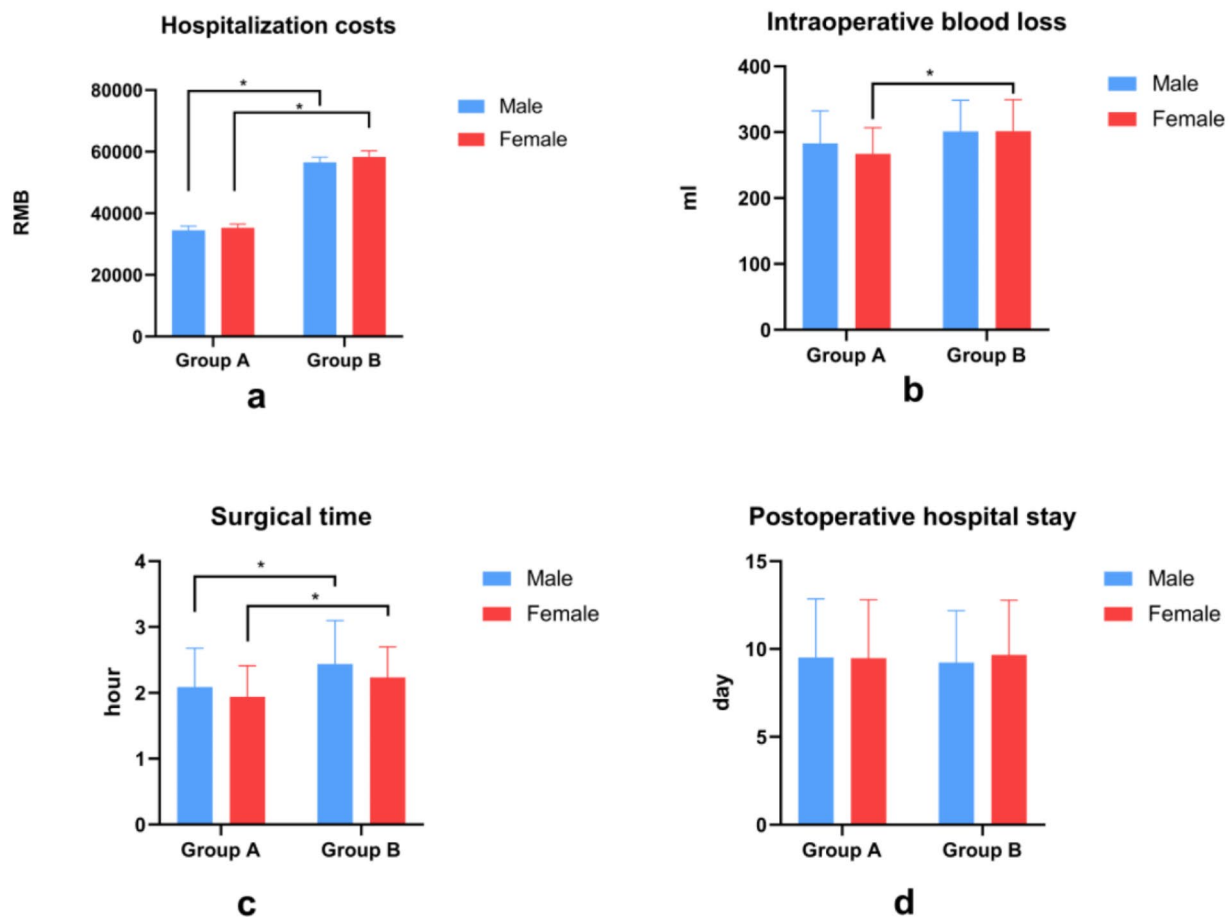 Hospitalization costs
*
*
80000
60000
40000
20000
0
RMB
Male
Female
Group A
Group B
a
Intraoperative blood loss
*
400
300
200
100
0
ml
Male
Female
Group A
Group B
b
Surgical time
*
*
4
3
2
1
0
hour
Male
Female
Group A
Group B
c
Postoperative hospital stay
15
10
5
0
day
Male
Female
Group A
Group B
d